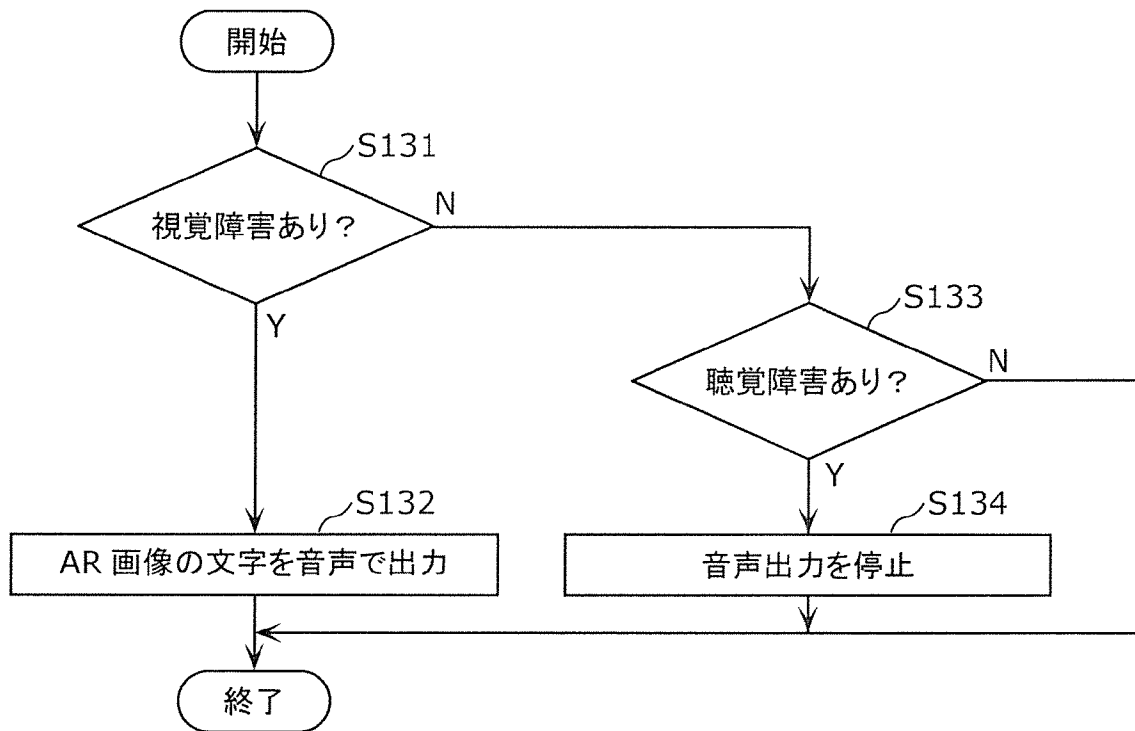 開始
S131
視覚障害あり？
N
Y
S133
聴覚障害あり？
N
Y
S132
AR 画像の文字を音声で出力
S134
音声出力を停止
終了